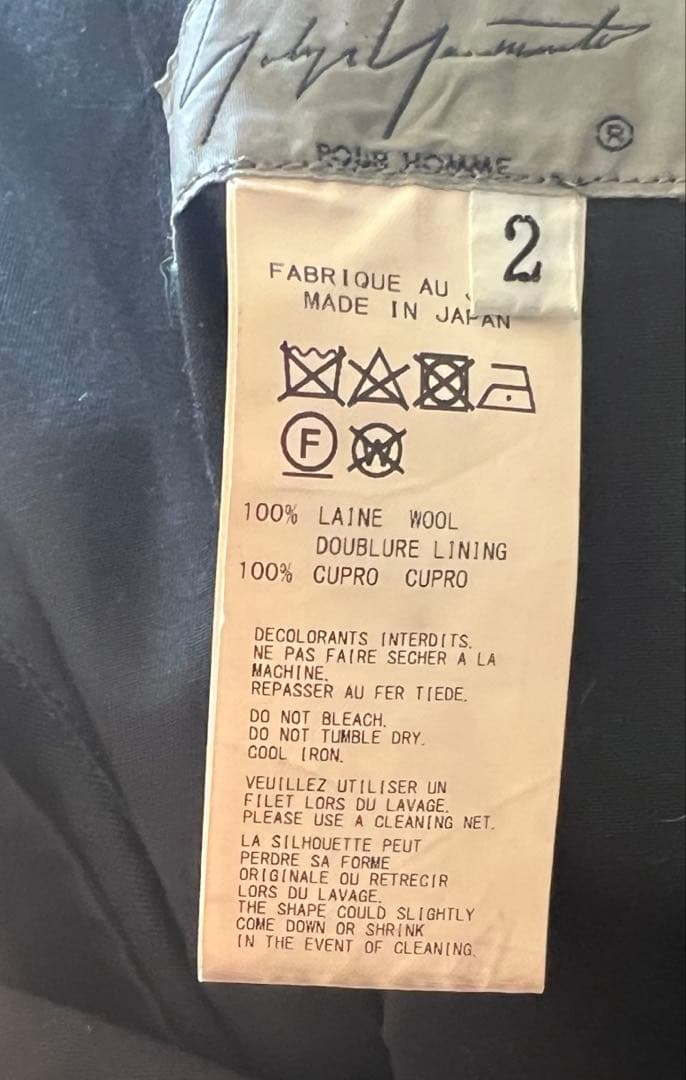 Yohji Yamamoto
®
POUR HOMME
2
FABRIQUE AU
MADE IN JAPAN
F
W
100% LAINE WOOL
DOUBLURE LINING
100% CUPRO CUPRO
DECOLORANTS INTERDITS.
NE PAS FAIRE SECHER A LA
MACHINE.
REPASSER AU FER TIEDE.
DO NOT BLEACH.
DO NOT TUMBLE DRY.
COOL IRON.
VEUILLEZ UTILISER UN
FILET LORS DU LAVAGE.
PLEASE USE A CLEANING NET.
LA SILHOUETTE PEUT
PERDRE SA FORME
ORIGINALE OU RETRECIR
LORS DU LAVAGE.
THE SHAPE COULD SLIGHTLY
COME DOWN OR SHRINK
IN THE EVENT OF CLEANING.